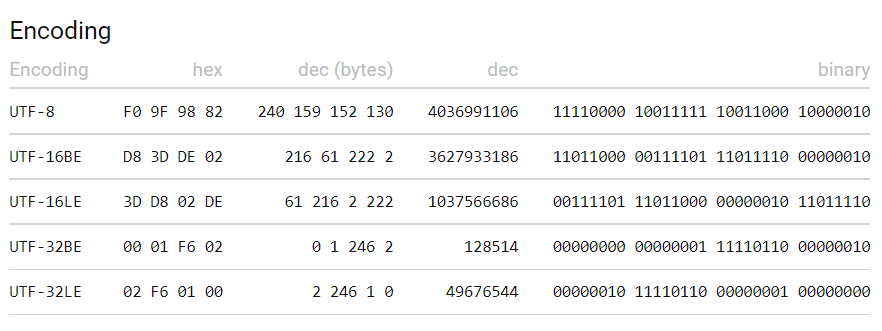 Encoding
Encoding hex dec (bytes) dec binary
UTF-8 F0 9F 98 82 240 159 152 130 4036991106 11110000 10011111 10011000 10000010
UTF-16BE D8 3D DE 02 216 61 222 2 3627933186 11011000 00111101 11011110 00000010
UTF-16LE 3D D8 02 DE 61 216 2 222 1037566686 00111101 11011000 00000010 11011110
UTF-32BE 00 01 F6 02 0 1 246 2 128514 00000000 00000001 11110110 00000010
UTF-32LE 02 F6 01 00 2 246 1 0 49676544 00000010 11110110 00000001 00000000